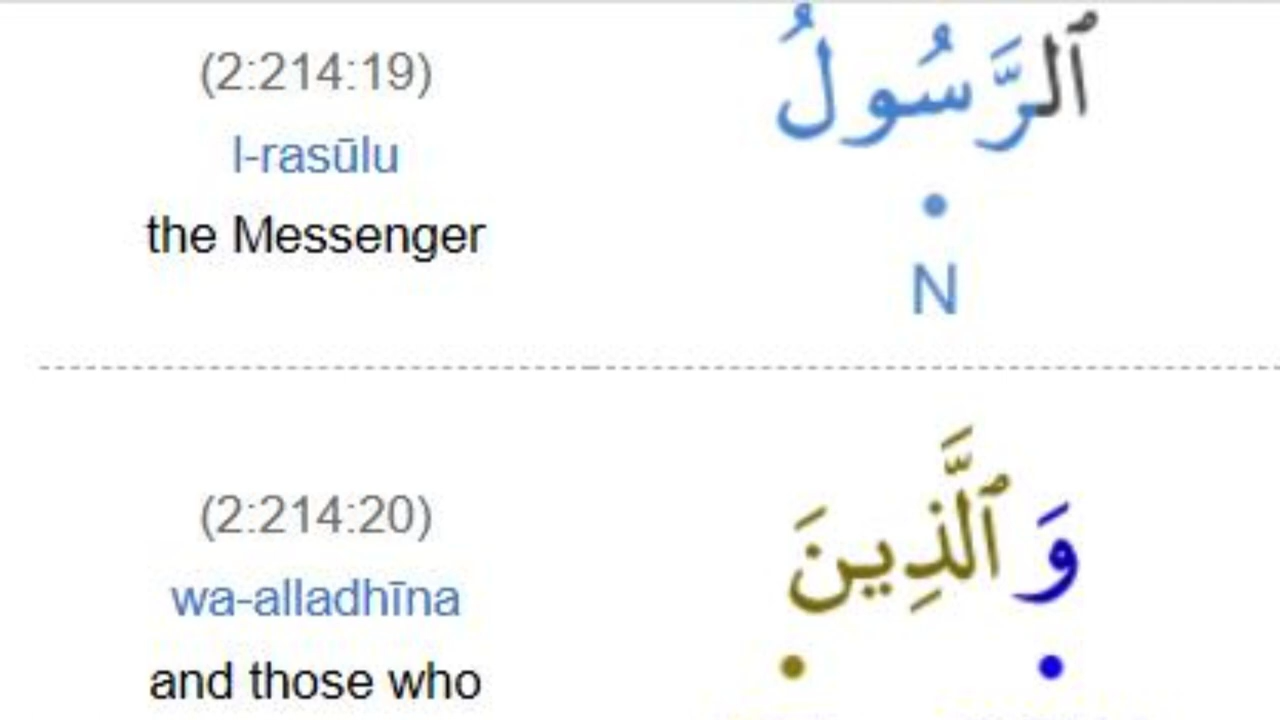 (2:214:19)
l-rasūlu
the Messenger
ٱلرَّسُولُ
N
(2:214:20)
wa-alladhīna
and those who
وَٱلَّذِينَ